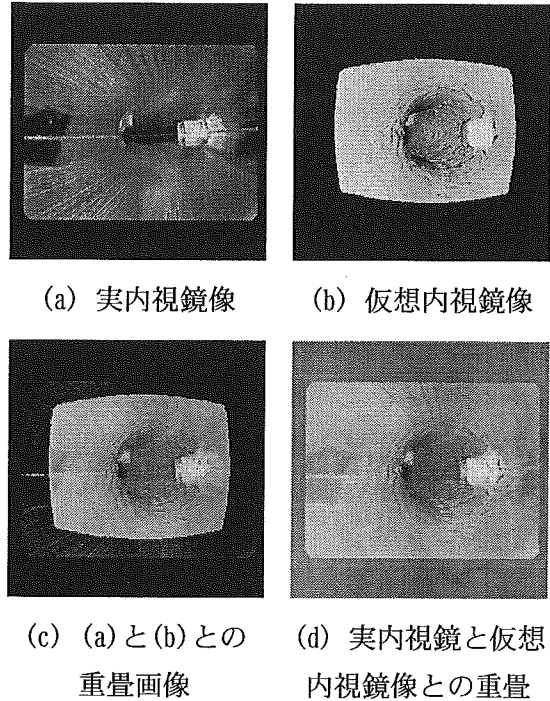 (a) 実内視鏡像
(b) 仮想内視鏡像
(c) (a)と(b)との
重畳画像
(d) 実内視鏡と仮想
内視鏡像との重畳